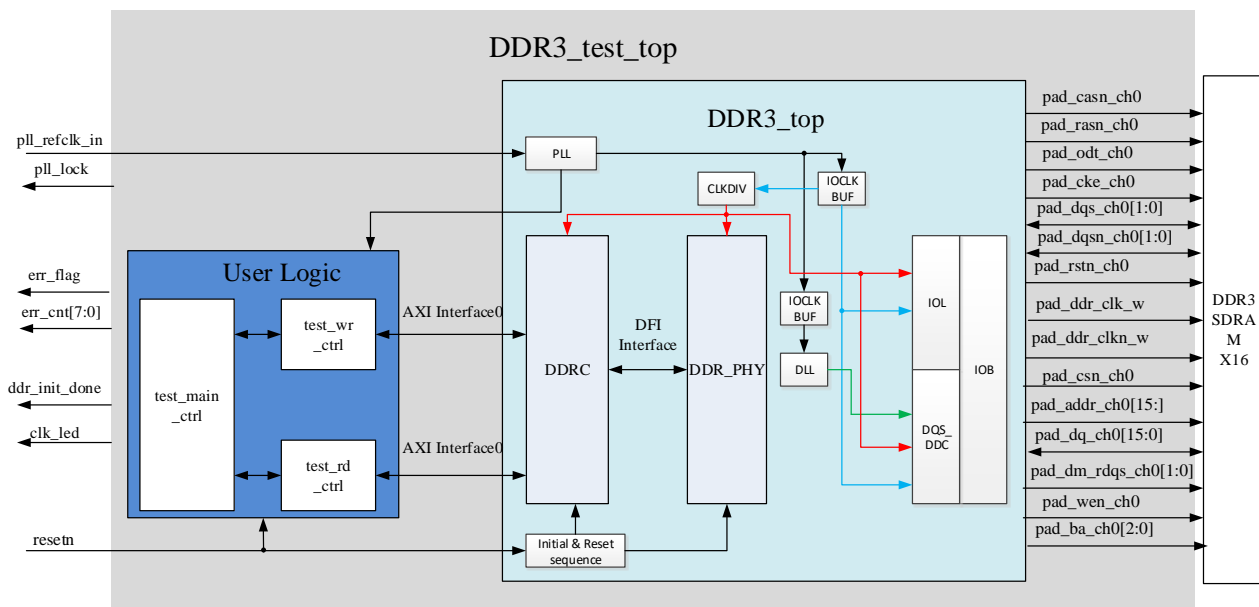 DDR3_test_top
DDR3_top
pll_refclk_in
pll_lock
err_flag
err_cnt[7:0]
ddr_init_done
clk_led
resetn
User Logic
test_main
_ctrl
test_wr
_ctrl
test_rd
_ctrl
AXI Interface0
AXI Interface0
PLL
CLKDIV
IOCLK
BUF
DDRC
DFI
Interface
DDR_PHY
IOCLK
BUF
DLL
IOL
DQS_
DDC
IOB
Initial & Reset
sequence
pad_casn_ch0
pad_rasn_ch0
pad_odt_ch0
pad_cke_ch0
pad_dqs_ch0[1:0]
pad_dqsn_ch0[1:0]
pad_rstn_ch0
pad_ddr_clk_w
pad_ddr_clkn_w
pad_csn_ch0
pad_addr_ch0[15:]
pad_dq_ch0[15:0]
pad_dm_rdqs_ch0[1:0]
pad_wen_ch0
pad_ba_ch0[2:0]
DDR3
SDRA
M
X16